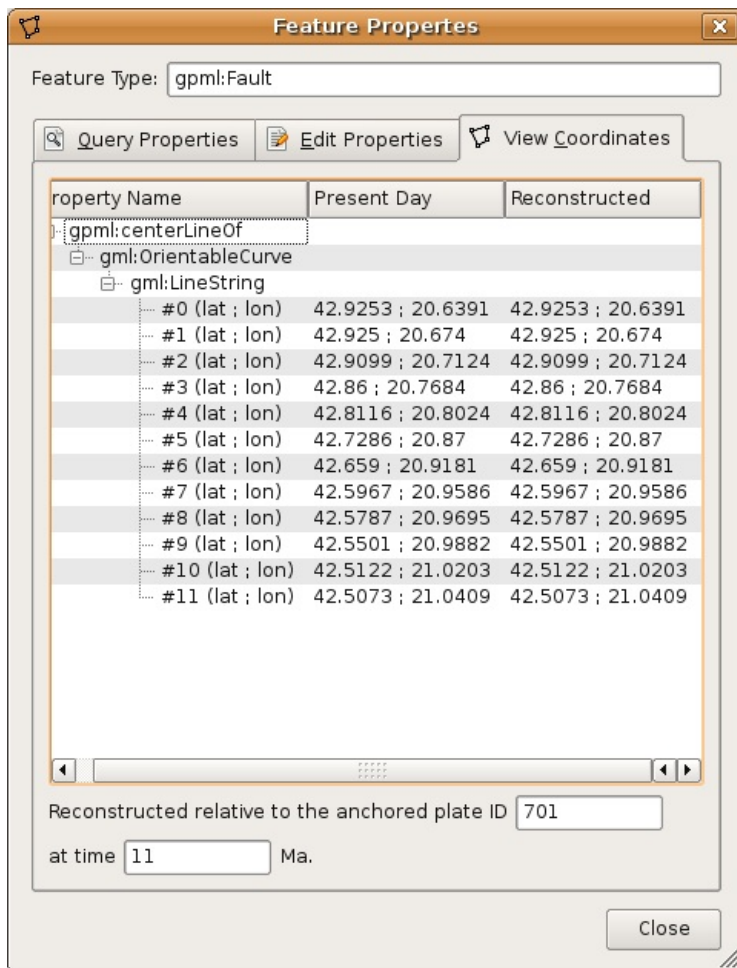 Feature Propertes
Feature Type: gpml:Fault
Query Properties Edit Properties View Coordinates
roperty Name Present Day Reconstructed
gpml:centerLineOf
gml:OrientableCurve
gml:LineString
#0 (lat ; lon) 42.9253 ; 20.6391 42.9253 ; 20.6391
#1 (lat ; lon) 42.925 ; 20.674 42.925 ; 20.674
#2 (lat ; lon) 42.9099 ; 20.7124 42.9099 ; 20.7124
#3 (lat ; lon) 42.86 ; 20.7684 42.86 ; 20.7684
#4 (lat ; lon) 42.8116 ; 20.8024 42.8116 ; 20.8024
#5 (lat ; lon) 42.7286 ; 20.87 42.7286 ; 20.87
#6 (lat ; lon) 42.659 ; 20.9181 42.659 ; 20.9181
#7 (lat ; lon) 42.5967 ; 20.9586 42.5967 ; 20.9586
#8 (lat ; lon) 42.5787 ; 20.9695 42.5787 ; 20.9695
#9 (lat ; lon) 42.5501 ; 20.9882 42.5501 ; 20.9882
#10 (lat ; lon) 42.5122 ; 21.0203 42.5122 ; 21.0203
#11 (lat ; lon) 42.5073 ; 21.0409 42.5073 ; 21.0409
Reconstructed relative to the anchored plate ID 701
at time 11 Ma.
Close